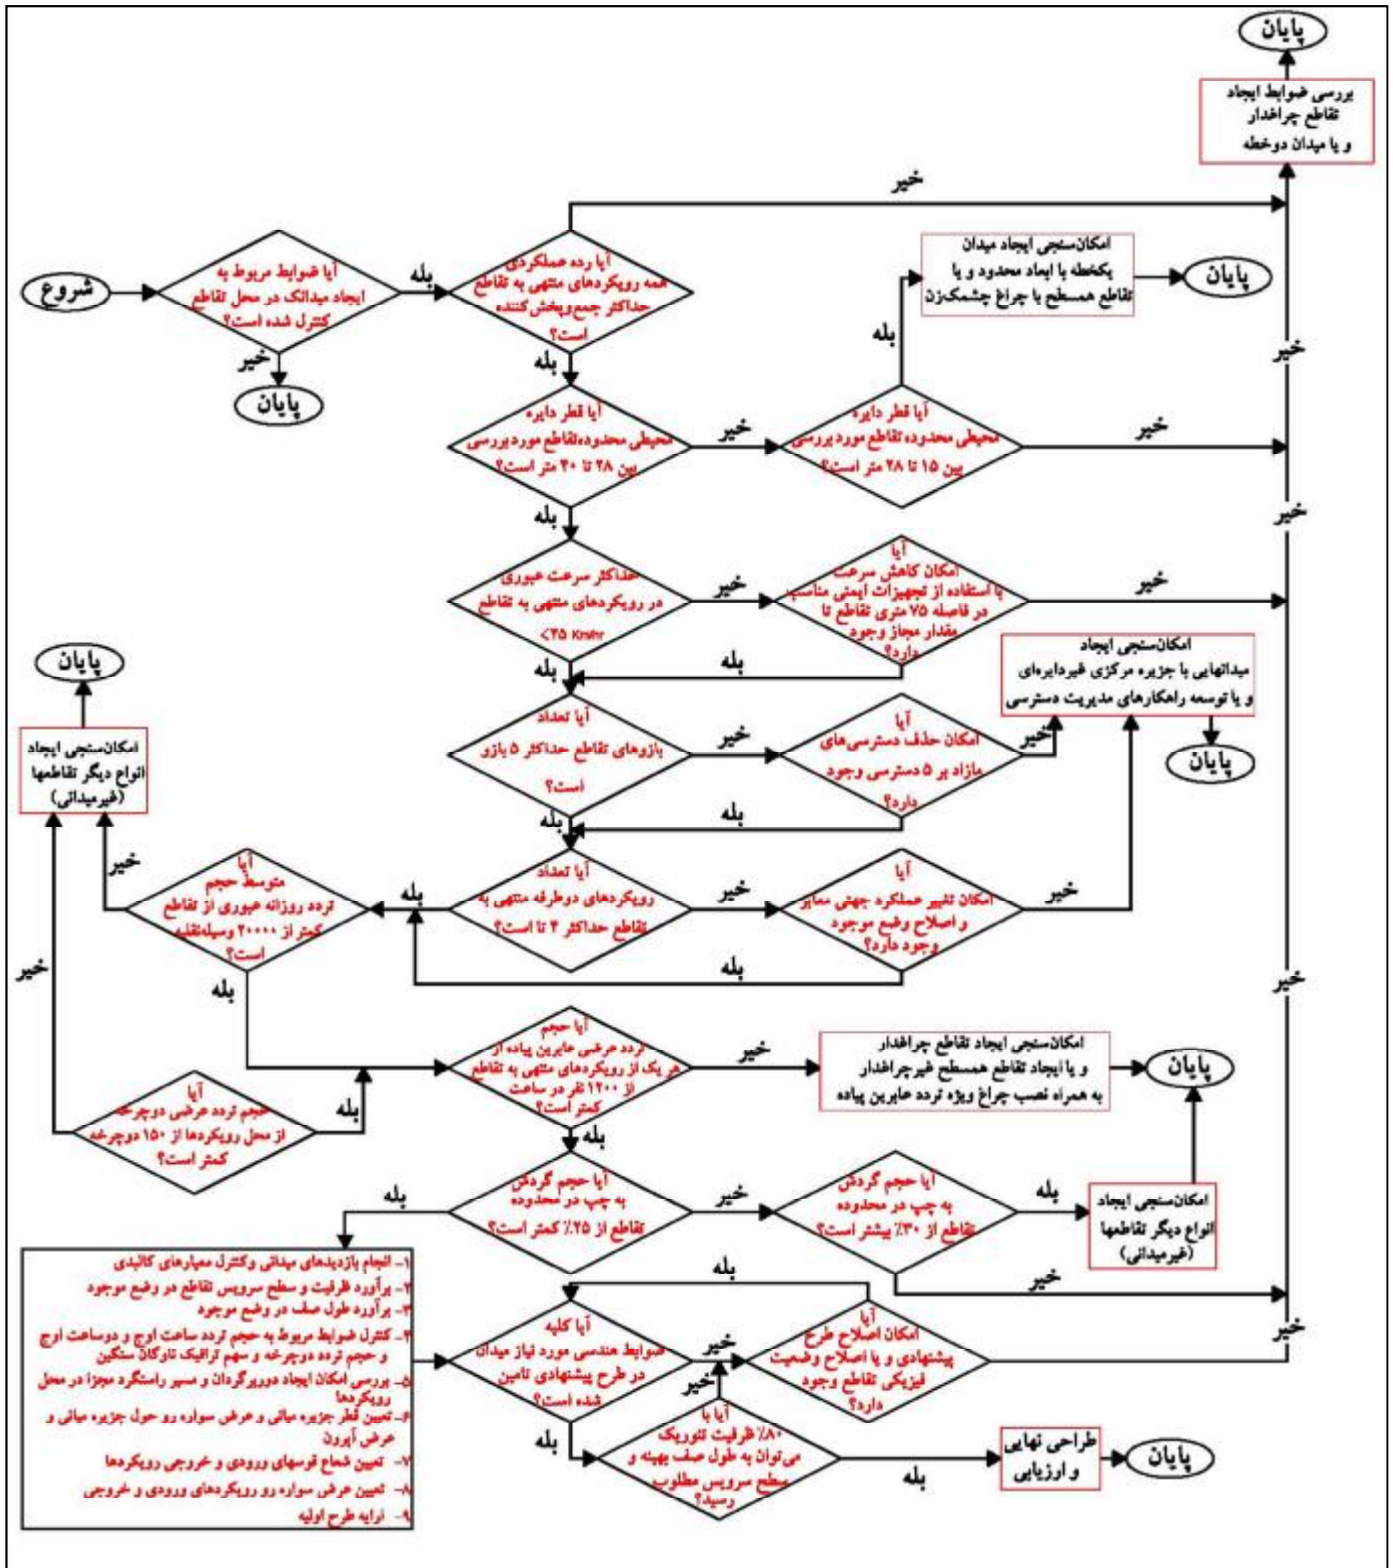 پایان
بررسی ضوابط ایجاد
تقاطع چراغدار
و یا میدان دوخطه
خیر
شروع
آیا ضوابط مربوط به
ایجاد میدانک در محل تقاطع
کنترل شده است؟
بله
خیر
پایان
آیا رده عملکردی
همه رویکردهای منتهی به تقاطع
حداکثر جمع‌وپخش‌کننده
است؟
بله
امکان‌سنجی ایجاد میدان
یکخطه با ابعاد محدود و یا
تقاطع همسطح با چراغ چشمک‌زن
پایان
بله
خیر
آیا قطر دایره
محیطی محدوده‌تقاطع مورد بررسی
بین ۲۸ تا ۴۰ متر است؟
خیر
آیا قطر دایره
محیطی محدوده تقاطع مورد بررسی
بین ۱۵ تا ۲۸ متر است؟
خیر
بله
خیر
حداکثر سرعت عبوری
در رویکردهای منتهی به تقاطع
خیر
آیا
امکان کاهش سرعت
با استفاده از تجهیزات ایمنی مناسب
در فاصله ۷۵ متری تقاطع تا
مقدار مجاز وجود
دارد؟
بله
بله
امکان‌سنجی ایجاد
میدانهایی با جزیره مرکزی غیردایره‌ای
و یا توسعه راهکارهای مدیریت دسترسی
پایان
پایان
امکان‌سنجی ایجاد
انواع دیگر تقاطعها
(غیرمیدانی)
آیا تعداد
بازوهای تقاطع حداکثر ۵ بازو
است؟
خیر
آیا
امکان حذف دسترسی‌های
مازاد بر ۵ دسترسی وجود
دارد؟
خیر
بله
بله
خیر
آیا
متوسط حجم
تردد روزانه عبوری از تقاطع
کمتر از ۲۰۰۰۰ وسیله‌نقلیه
است؟
بله
آیا تعداد
رویکردهای دوطرفه منتهی به
تقاطع حداکثر ۴ تا است؟
خیر
آیا
امکان تغییر عملکرد جهتی معابر
و اصلاح وضع موجود
وجود دارد؟
خیر
بله
خیر
بله
خیر
آیا
حجم تردد عرضی دوچرخه
از محل رویکردها از ۱۵۰ دوچرخه
کمتر است؟
بله
آیا حجم
تردد عرضی عابرین پیاده از
هر یک از رویکردهای منتهی به تقاطع
از ۱۲۰۰ نفر در ساعت
کمتر است؟
خیر
امکان‌سنجی ایجاد تقاطع چراغدار
و یا ایجاد تقاطع همسطح غیرچراغدار
به همراه نصب چراغ ویژه تردد عابرین پیاده
پایان
بله
بله
آیا حجم گردش
به چپ در محدوده
تقاطع از ۲۵٪ کمتر است؟
خیر
آیا حجم گردش
به چپ در محدوده
تقاطع از ۳۰٪ بیشتر است؟
بله
امکان‌سنجی ایجاد
انواع دیگر تقاطعها
(غیرمیدانی)
خیر
بله
۱- انجام بازدیدهای میدانی وکنترل معیارهای کالبدی
۲- برآورد ظرفیت و سطح سرویس تقاطع در وضع موجود
۳- برآورد طول صف در وضع موجود
۴- کنترل ضوابط مربوط به حجم تردد ساعت اوج و دوساعت اوج
و حجم تردد دوچرخه و سهم ترافیک ناوگان سنگین
۵- بررسی امکان ایجاد دوربرگردان و مسیر راستگرد مجزا در محل
رویکردها
۶- تعیین قطر جزیره میانی و عرض سواره رو حول جزیره میانی و
عرض آپرون
۷- تعیین شعاع قوسهای ورودی و خروجی رویکردها
۸- تعیین عرض سواره رو رویکردهای ورودی و خروجی
۹- ارایه طرح اولیه
آیا کلیه
ضوابط هندسی مورد نیاز میدان
در طرح پیشنهادی تامین
شده است؟
خیر
آیا
امکان اصلاح طرح
پیشنهادی و یا اصلاح وضعیت
فیزیکی تقاطع وجود
دارد؟
خیر
خیر
بله
آیا با
۸۰٪ ظرفیت تئوریک
می‌توان به طول صف بهینه و
سطح سرویس مطلوب
رسید؟
بله
طراحی نهایی
و ارزیابی
پایان